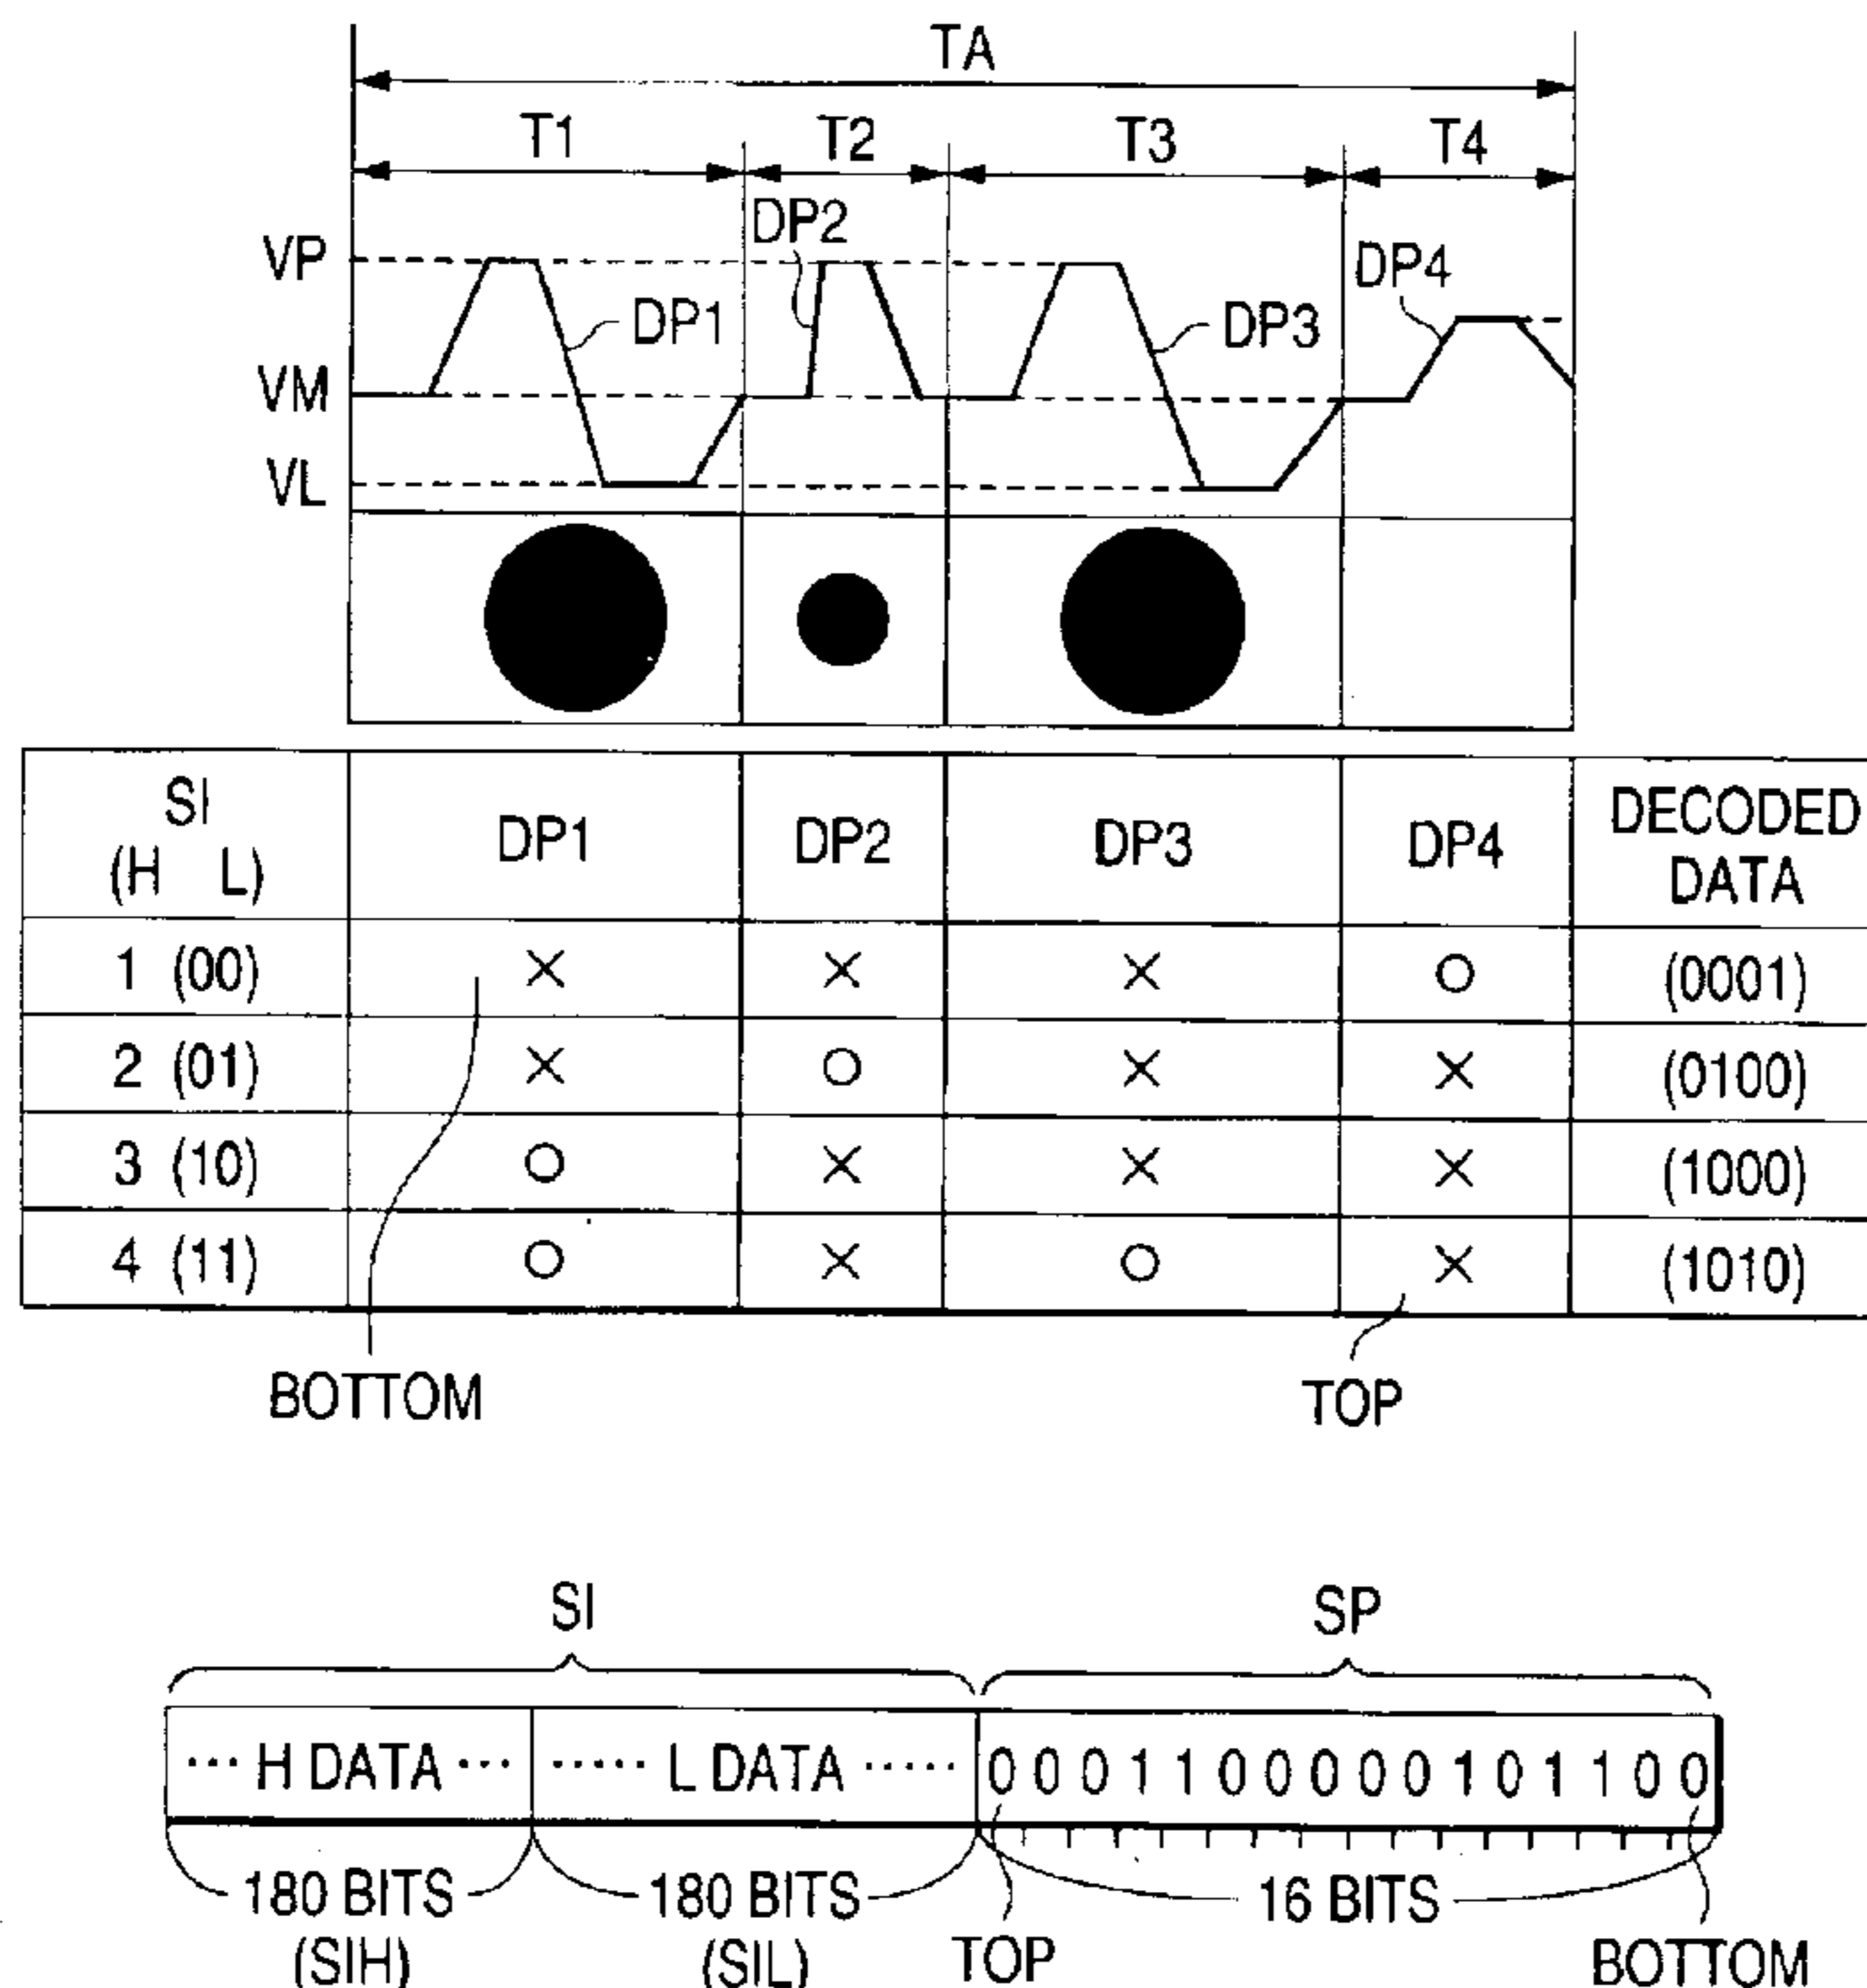 TA
T1 T2 T3 T4
DP2
VP DP4
DP1 DP3
VM
VL
SI
(H L) DP1 DP2 DP3 DP4 DECODED
DATA
1 (00) × × × ○ (0001)
2 (01) × ○ × × (0100)
3 (10) ○ × × × (1000)
4 (11) ○ × ○ × (1010)
BOTTOM TOP
SI SP
··· H DATA ··· ····· L DATA ····· 0 0 0 1 1 0 0 0 0 0 1 0 1 1 0 0
180 BITS 180 BITS 16 BITS
(SIH) (SIL) TOP BOTTOM